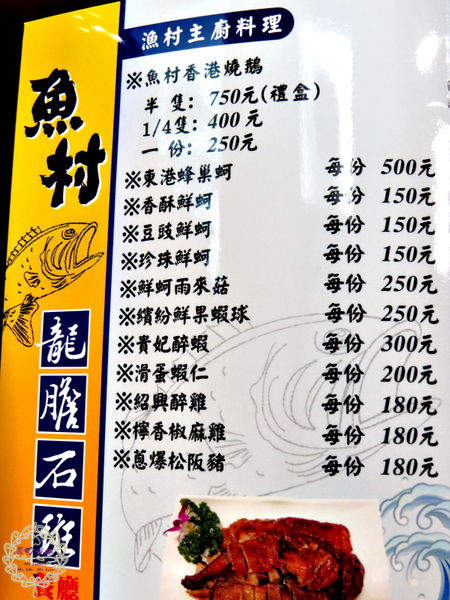 漁村主廚料理
魚村
※魚村香港燒鵝
半 隻: 750元(禮盒)
1/4隻: 400元
一 份: 250元
※東港蜂巢蚵 每份 500元
※香酥鮮蚵 每份 150元
※豆豉鮮蚵 每份 150元
※珍珠鮮蚵 每份 150元
※鮮蚵雨來菇 每份 250元
※繽紛鮮果蝦球 每份 250元
※貴妃醉蝦 每份 300元
※滑蛋蝦仁 每份 200元
※紹興醉雞 每份 180元
※檸香椒麻雞 每份 180元
※蔥爆松阪豬 每份 180元
龍膽石
餐廳